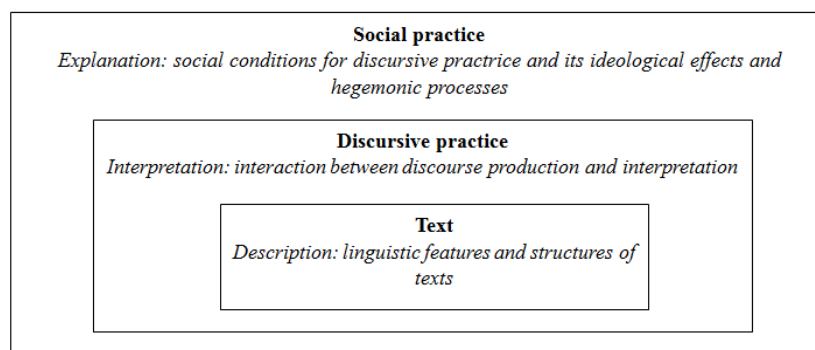 Social practice
Explanation: social conditions for discursive practrice and its ideological effects and
hegemonic processes
Discursive practice
Interpretation: interaction between discourse production and interpretation
Text
Description: linguistic features and structures of
texts